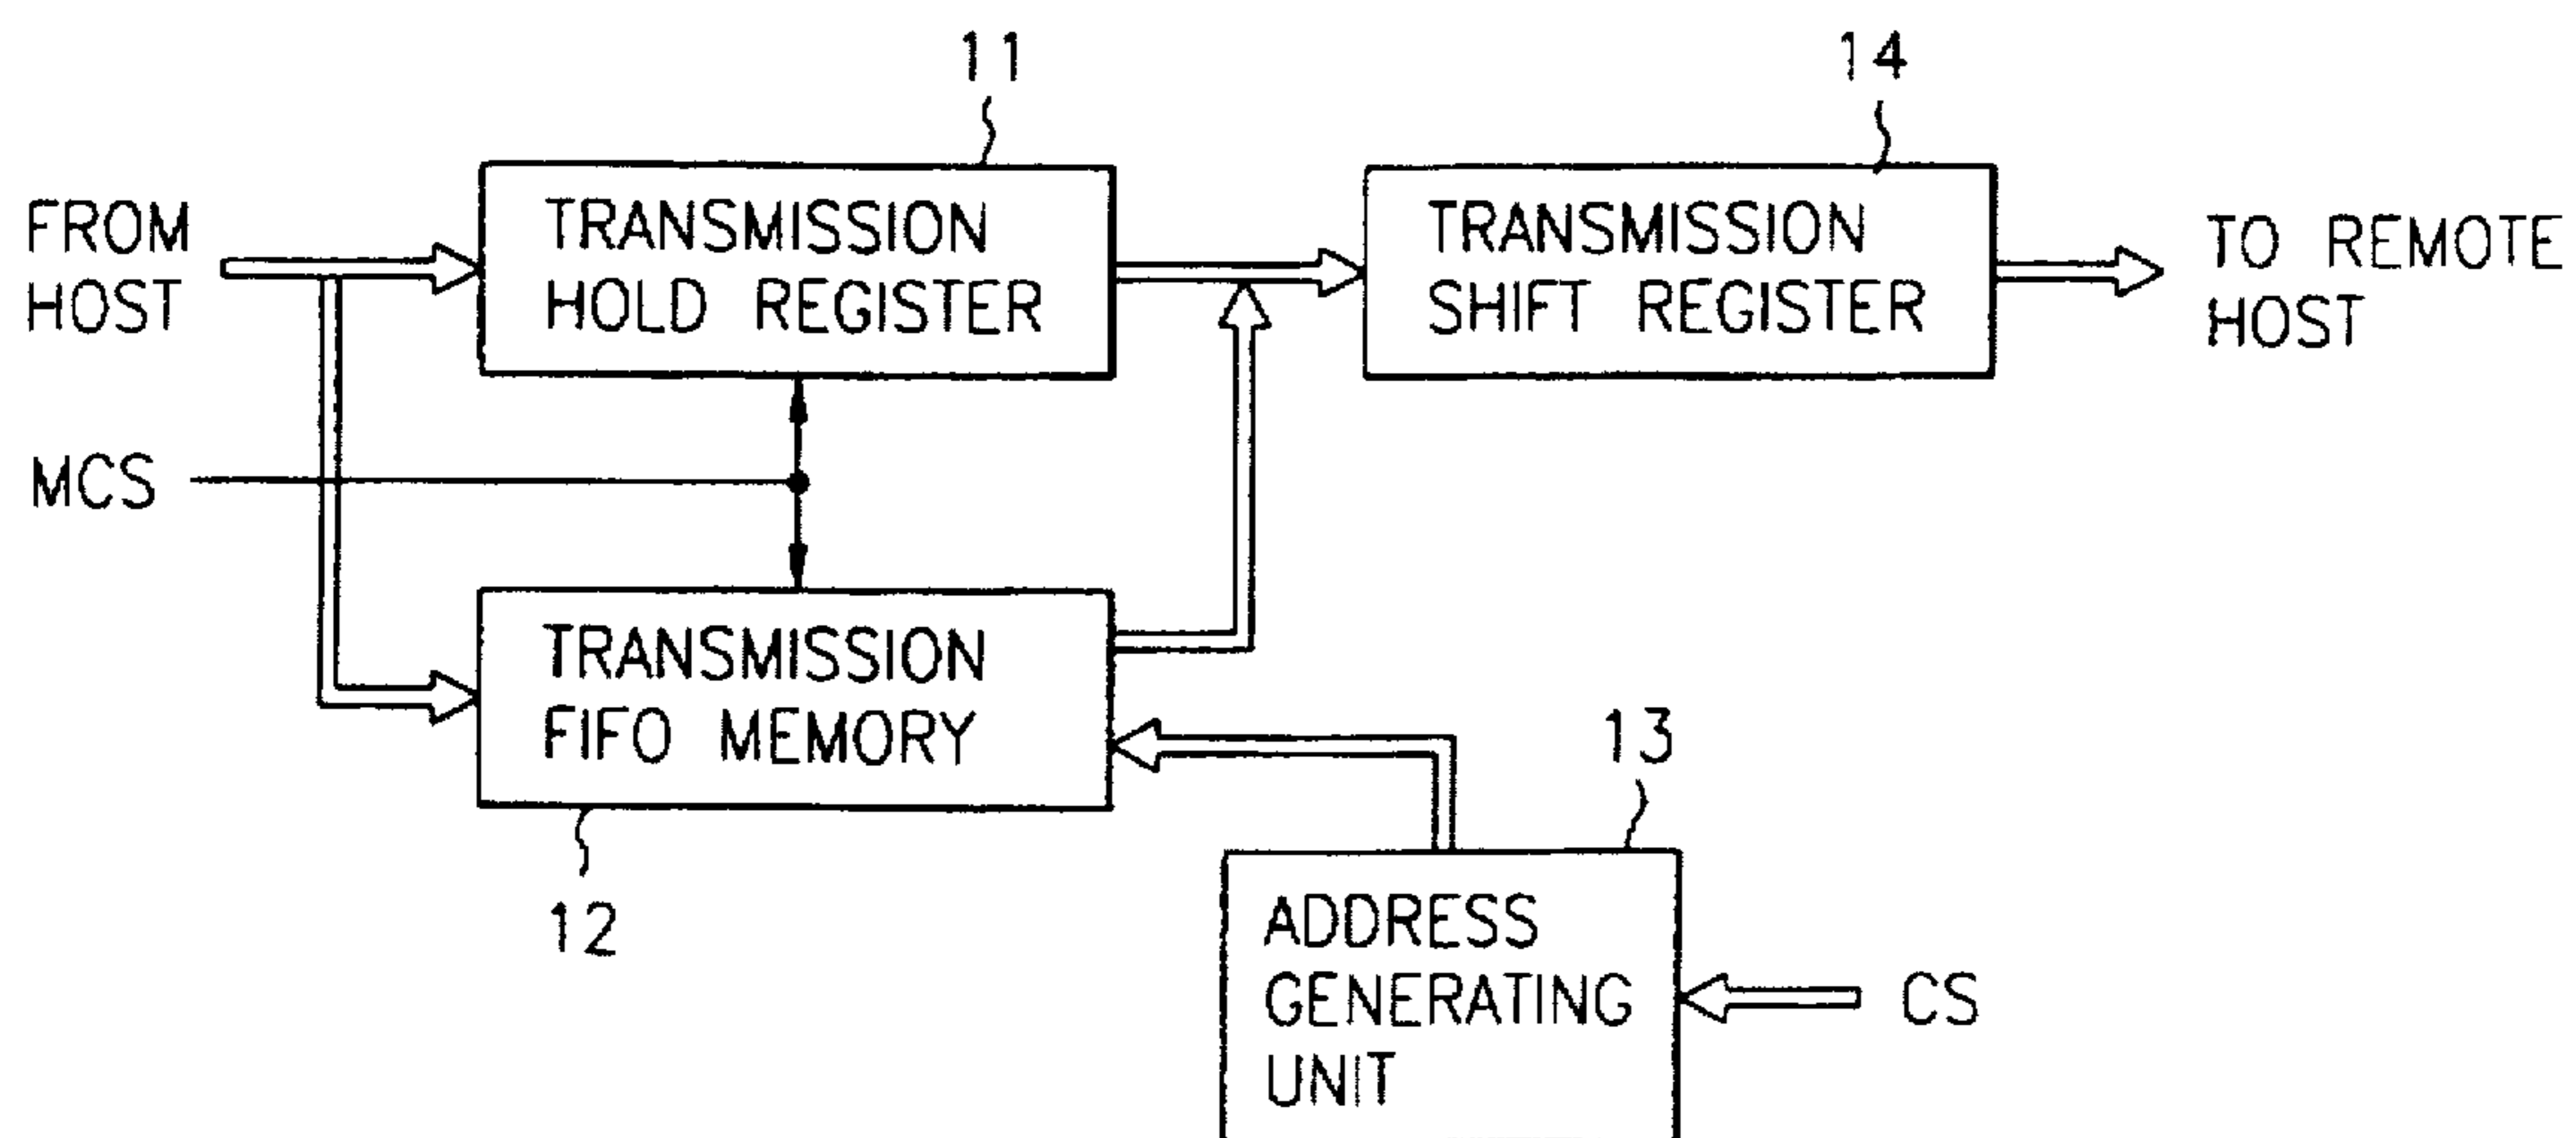 11
14
FROM
HOST
TRANSMISSION
HOLD REGISTER
TRANSMISSION
SHIFT REGISTER
TO REMOTE
HOST
MCS
TRANSMISSION
FIFO MEMORY
12
13
ADDRESS
GENERATING
UNIT
CS